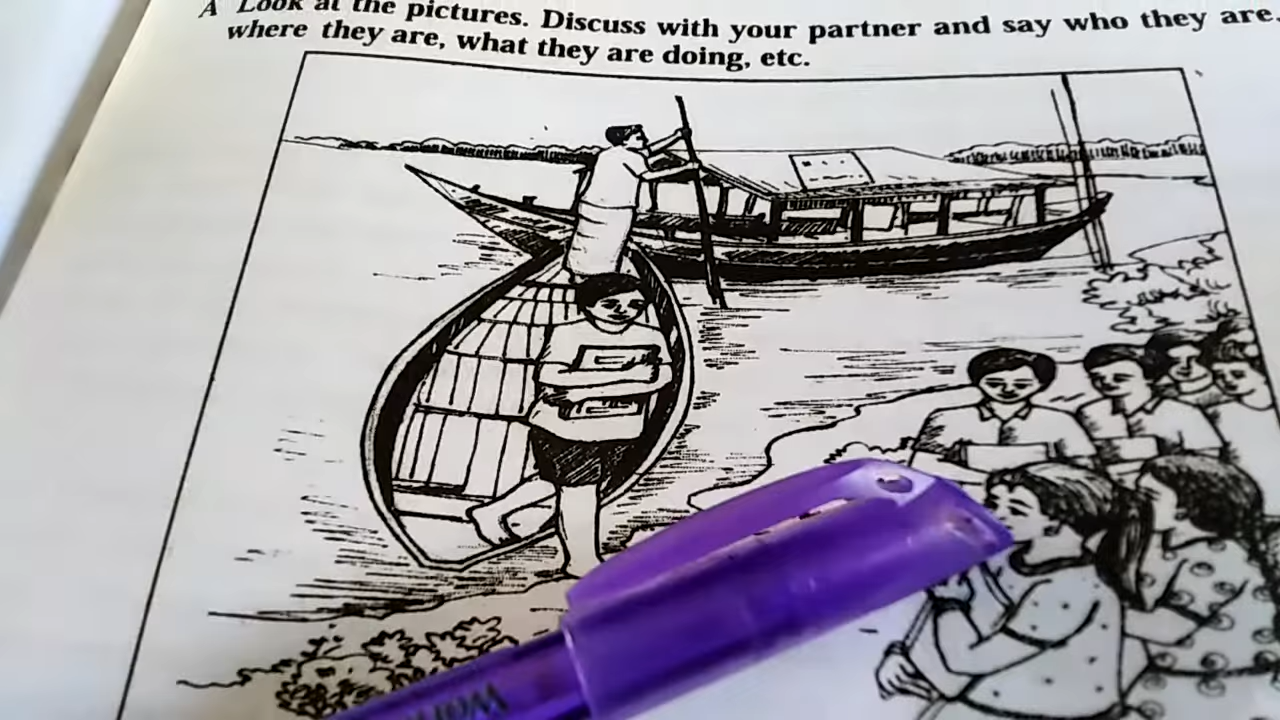 A Look at the pictures. Discuss with your partner and say who they are,
where they are, what they are doing, etc.